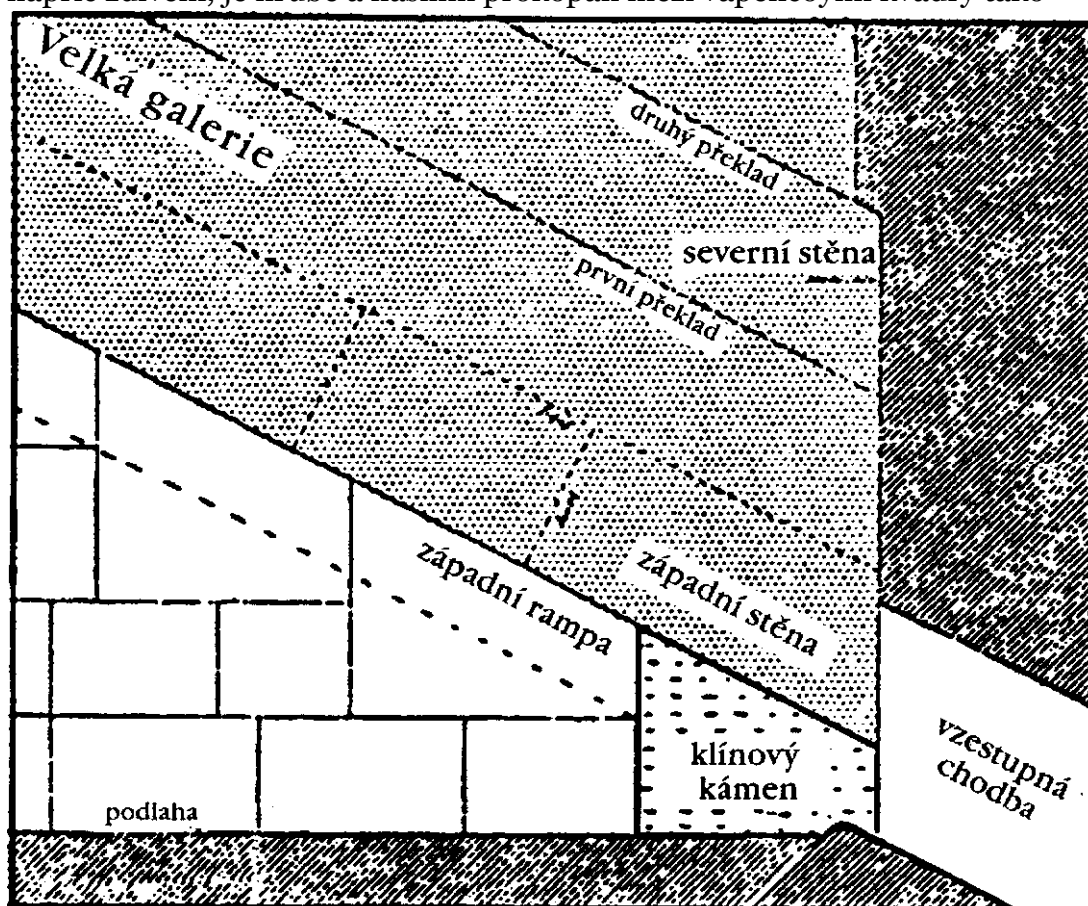 Velká galerie
druhý překlad
severní stěna
první překlad
západní rampa
západní stěna
klínový
kámen
vzestupná
chodba
podlaha